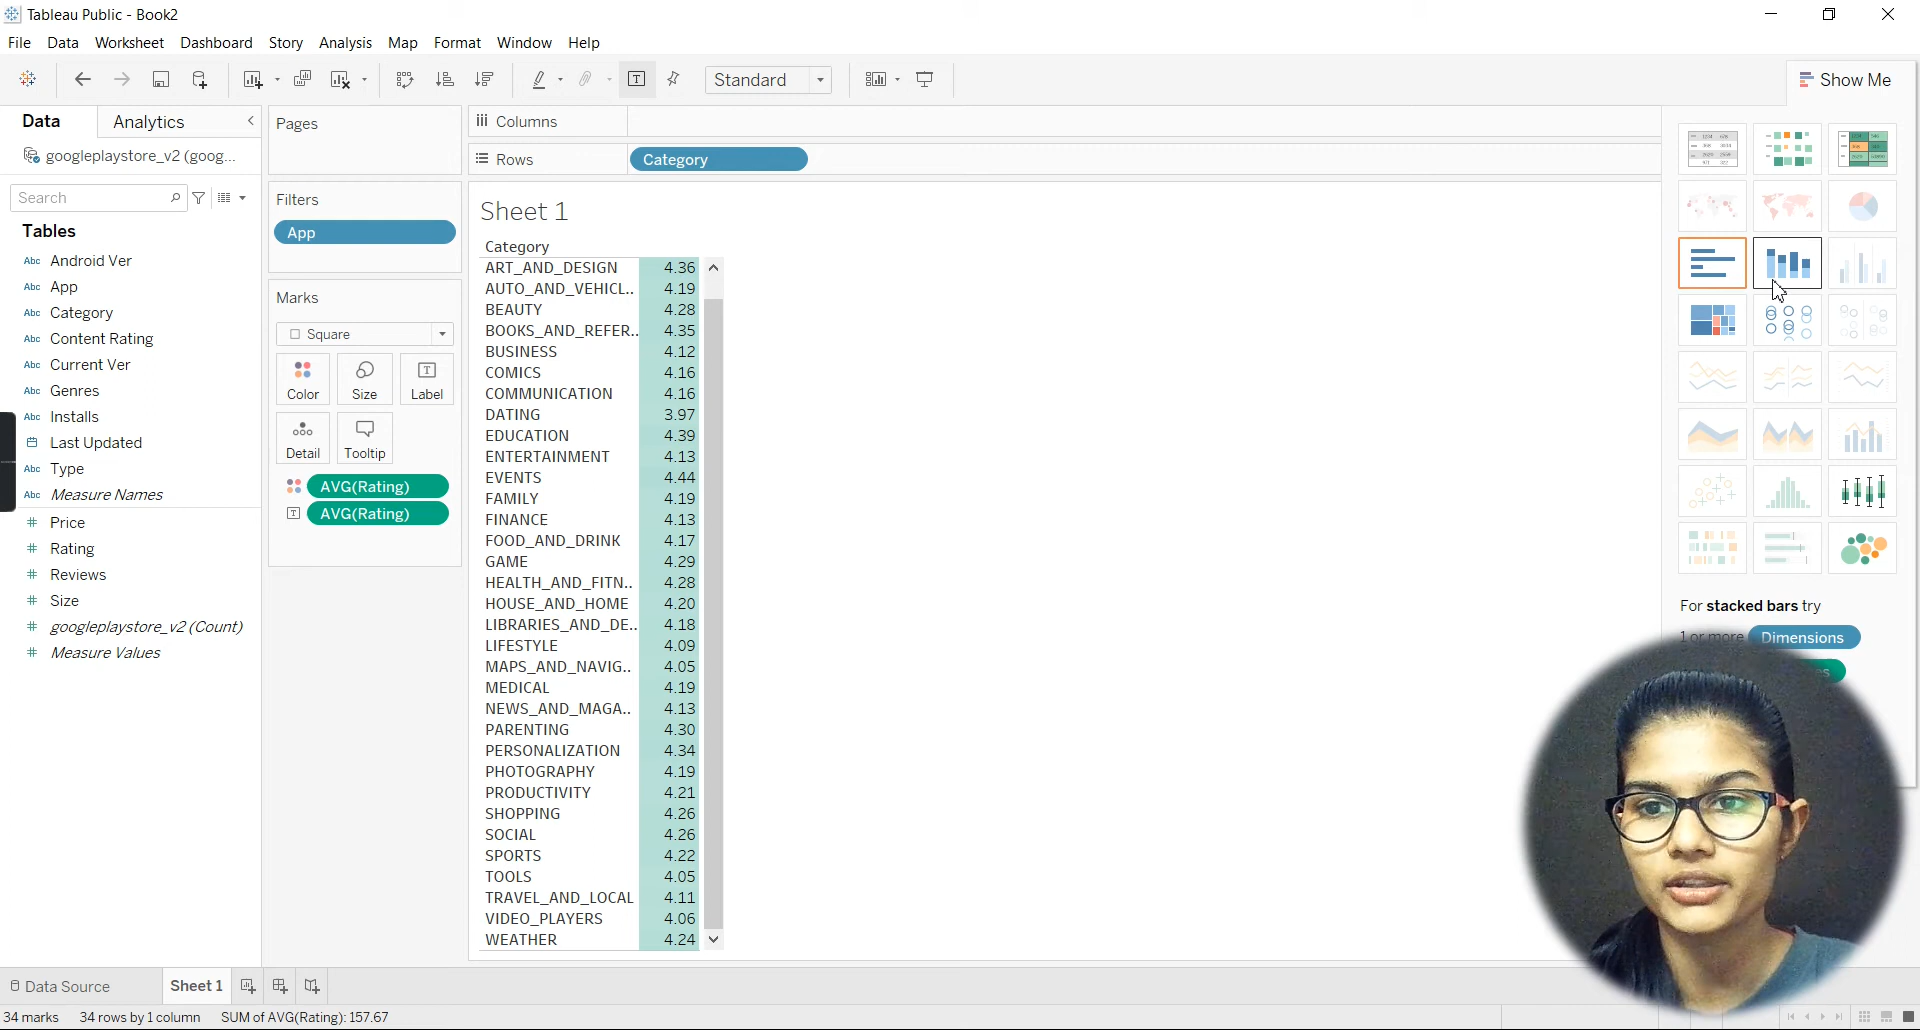 Tableau Public - Book2
File Data Worksheet Dashboard Story Analysis Map Format Window Help
Standard
Show Me
Data Analytics
googleplaystore_v2 (goog...
Search
Tables
Abc Android Ver
Abc App
Abc Category
Abc Content Rating
Abc Current Ver
Abc Genres
Abc Installs
Last Updated
Abc Type
Abc Measure Names
# Price
# Rating
# Reviews
# Size
# googleplaystore_v2 (Count)
# Measure Values
Pages
Filters
App
Marks
Square
Color Size Label
Detail Tooltip
AVG(Rating)
AVG(Rating)
Columns
Rows Category
Sheet 1
Category
ART_AND_DESIGN 4.36
AUTO_AND_VEHICL.. 4.19
BEAUTY 4.28
BOOKS_AND_REFER.. 4.35
BUSINESS 4.12
COMICS 4.16
COMMUNICATION 4.16
DATING 3.97
EDUCATION 4.39
ENTERTAINMENT 4.13
EVENTS 4.44
FAMILY 4.19
FINANCE 4.13
FOOD_AND_DRINK 4.17
GAME 4.29
HEALTH_AND_FITN.. 4.28
HOUSE_AND_HOME 4.20
LIBRARIES_AND_DE.. 4.18
LIFESTYLE 4.09
MAPS_AND_NAVIG.. 4.05
MEDICAL 4.19
NEWS_AND_MAGA.. 4.13
PARENTING 4.30
PERSONALIZATION 4.34
PHOTOGRAPHY 4.19
PRODUCTIVITY 4.21
SHOPPING 4.26
SOCIAL 4.26
SPORTS 4.22
TOOLS 4.05
TRAVEL_AND_LOCAL 4.11
VIDEO_PLAYERS 4.06
WEATHER 4.24
For stacked bars try
1 or more Dimensions
Data Source Sheet 1
34 marks 34 rows by 1 column SUM of AVG(Rating): 157.67